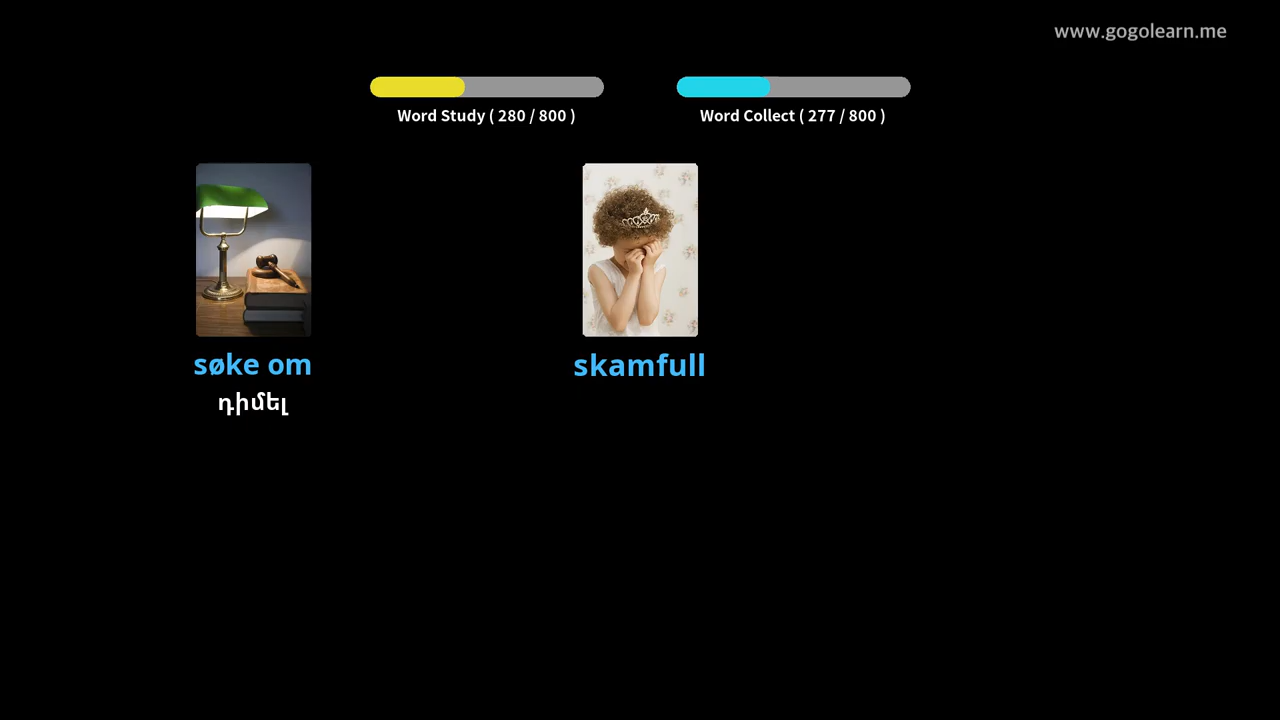 www.gogolearn.me
Word Study ( 280 / 800 )
Word Collect ( 277 / 800 )
søke om
դիմել
skamfull